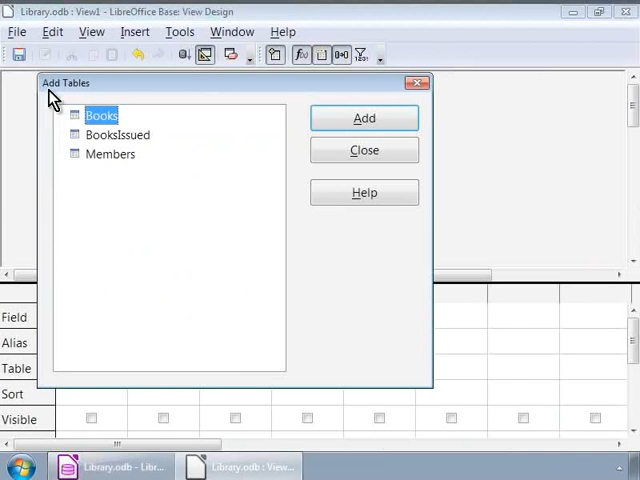 Library.odb : View1 - LibreOffice Base: View Design
File Edit View Insert Tools Window Help
Add Tables
Books
BooksIssued
Members
Add
Close
Help
Field
Alias
Table
Sort
Visible
Library.odb - Libr...
Library.odb : View...